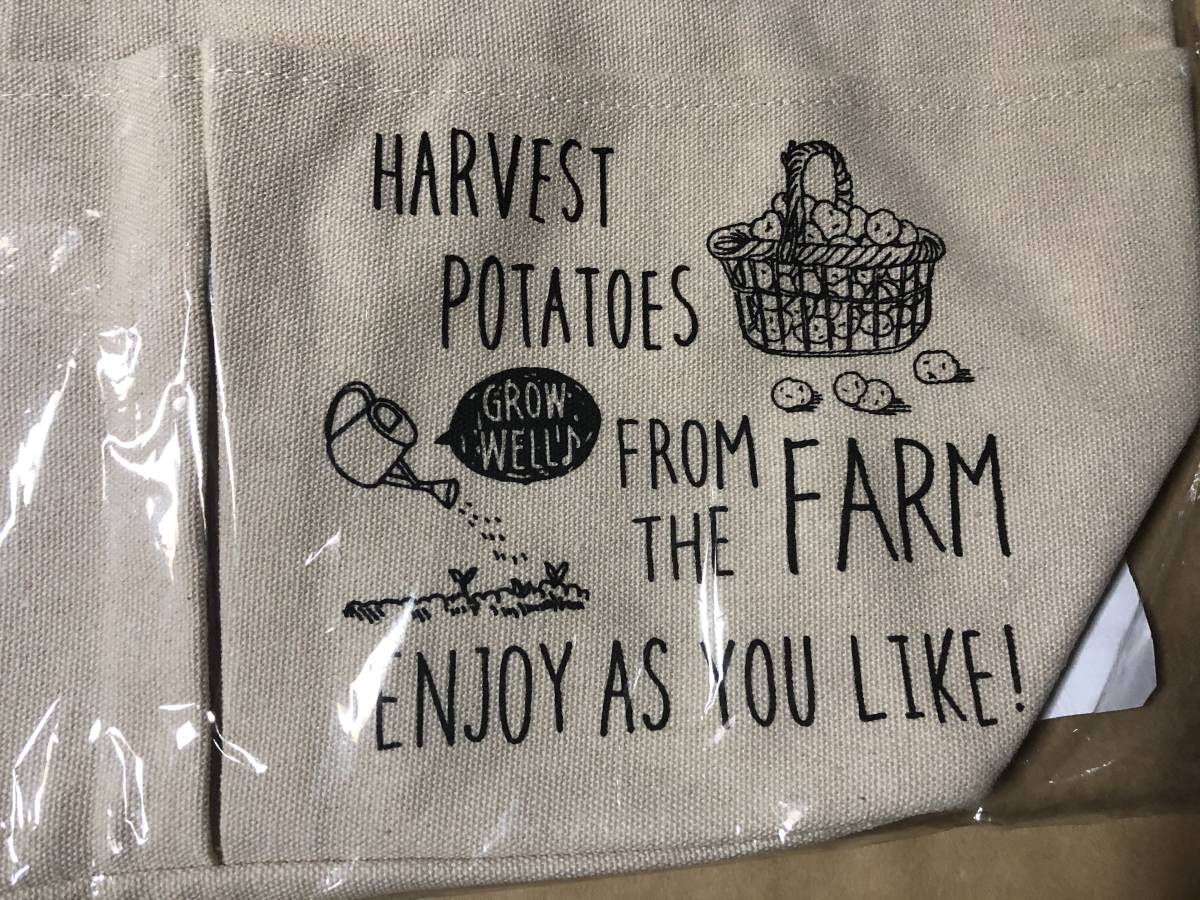 HARVEST
POTATOES
GROW
WELL♪
FROM
THE FARM
ENJOY AS YOU LIKE!